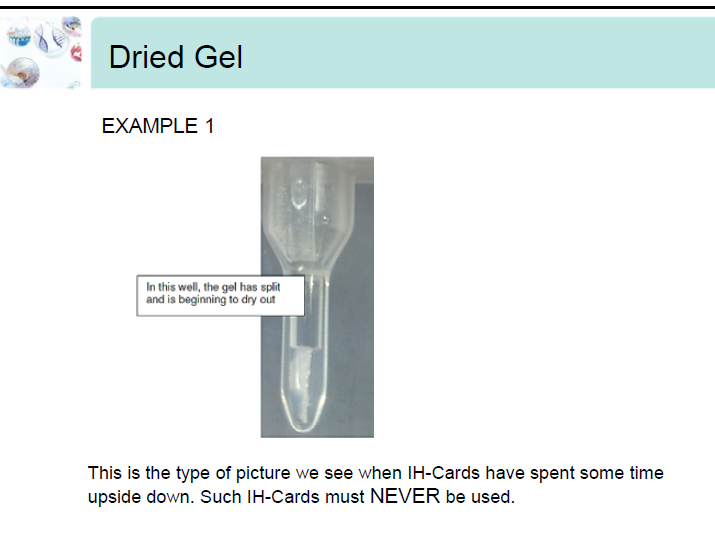 Dried Gel
EXAMPLE 1
In this well, the gel has split
and is beginning to dry out
This is the type of picture we see when IH-Cards have spent some time
upside down. Such IH-Cards must NEVER be used.